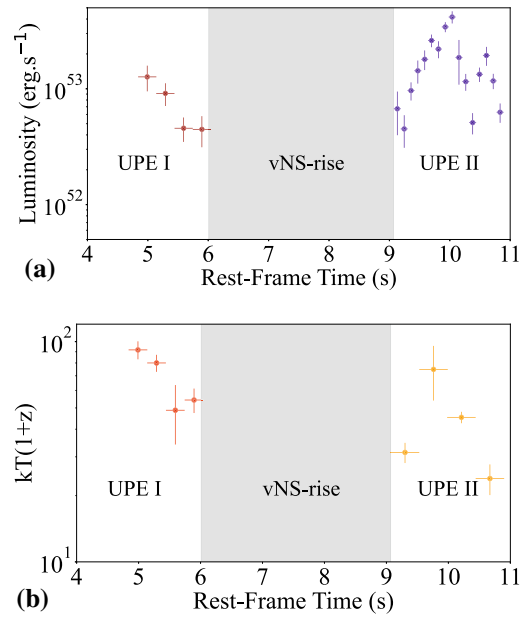 Luminosity (erg.s⁻¹)
10⁵³
10⁵²
UPE I
νNS-rise
UPE II
4 5 6 7 8 9 10 11
(a)
Rest-Frame Time (s)
kT(1+z)
10²
10¹
UPE I
νNS-rise
UPE II
4 5 6 7 8 9 10 11
(b)
Rest-Frame Time (s)